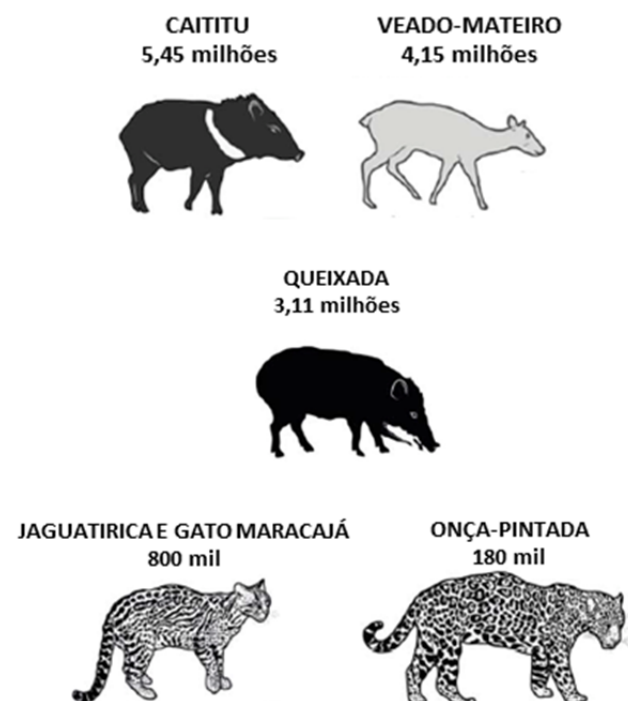 CAITITU
5,45 milhões
VEADO-MATEIRO
4,15 milhões
QUEIXADA
3,11 milhões
JAGUATIRICA E GATO MARACAJÁ
800 mil
ONÇA-PINTADA
180 mil